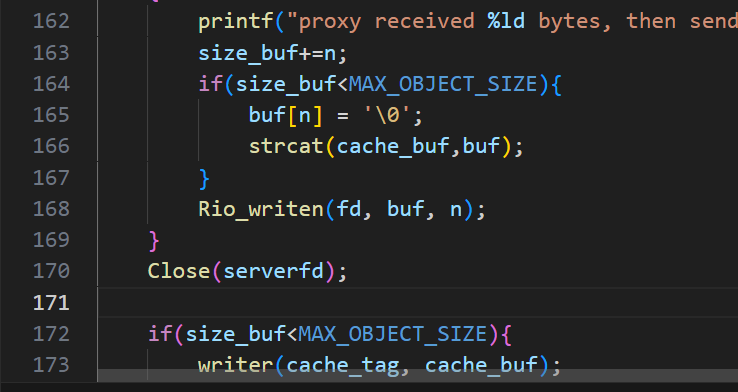 {
162 printf("proxy received %ld bytes, then send
163 size_buf+=n;
164 if(size_buf<MAX_OBJECT_SIZE){
165 buf[n] = '\0';
166 strcat(cache_buf,buf);
167 }
168 Rio_writen(fd, buf, n);
169 }
170 Close(serverfd);
171
172 if(size_buf<MAX_OBJECT_SIZE){
173 writer(cache_tag, cache_buf);